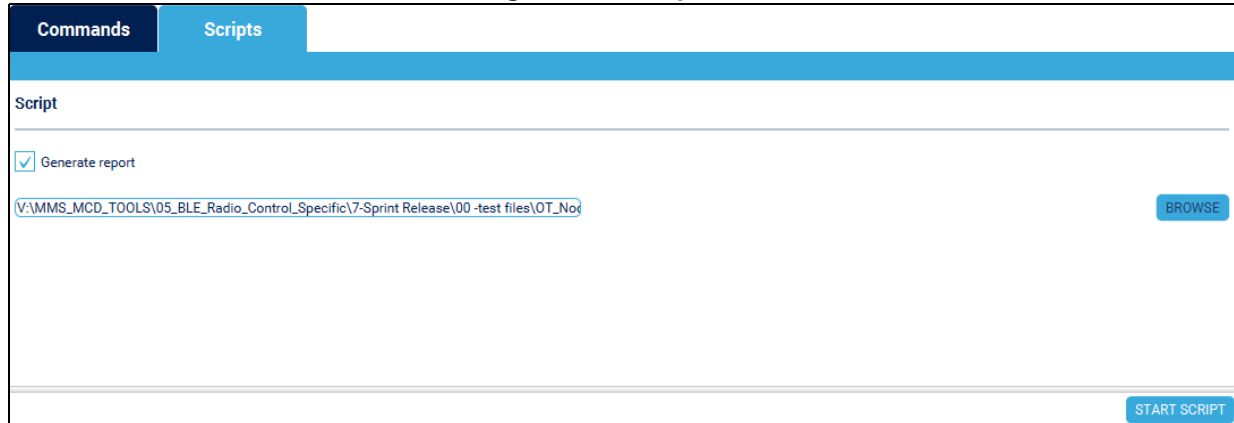 Commands Scripts
Script
Generate report
V:\MMS_MCD_TOOLS\05_BLE_Radio_Control_Specific\7-Sprint Release\00 -test files\OT_Noc BROWSE
START SCRIPT